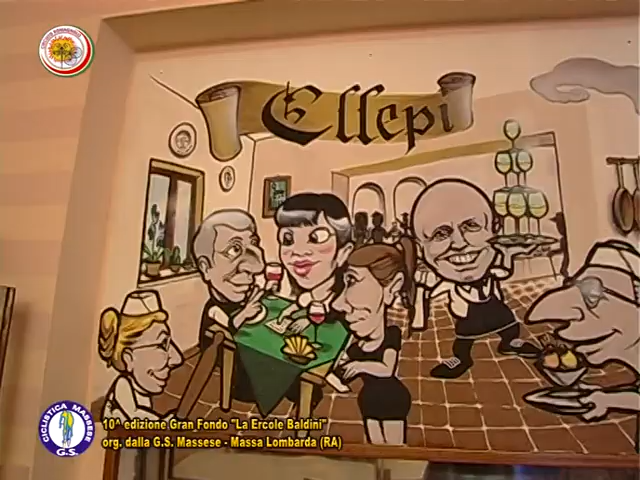 Ellepi
10^ edizione Gran Fondo "La Ercole Baldini"
org. dalla G.S. Massese - Massa Lombarda (RA)
CICLISTICA MASSESE
G.S.